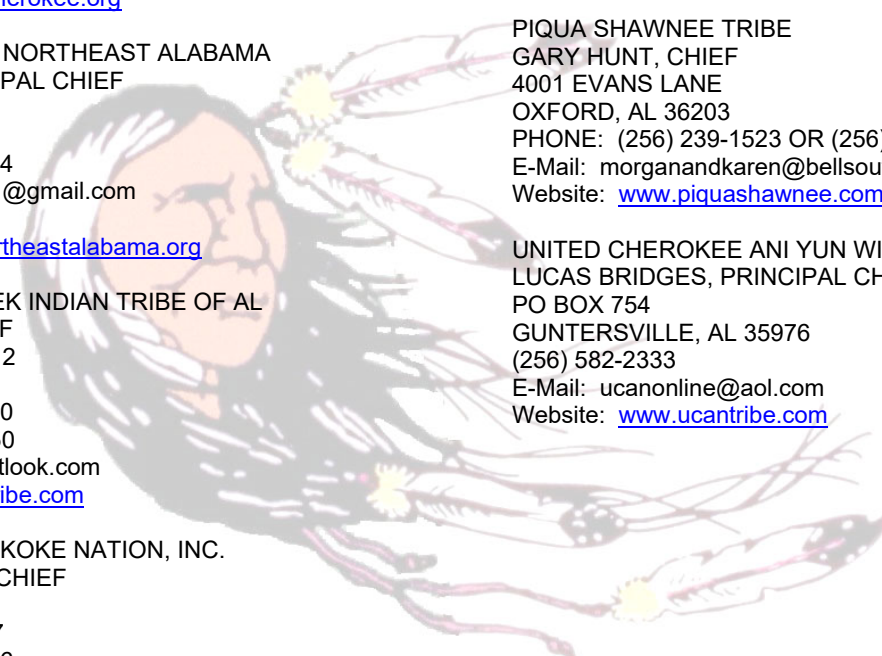 erokee.org
NORTHEAST ALABAMA
PAL CHIEF
4
@gmail.com
rtheastalabama.org
EK INDIAN TRIBE OF AL
F
2
0
0
tlook.com
ribe.com
KOKE NATION, INC.
CHIEF
PIQUA SHAWNEE TRIBE
GARY HUNT, CHIEF
4001 EVANS LANE
OXFORD, AL 36203
PHONE: (256) 239-1523 OR (256)
E-Mail: morganandkaren@bellsou
Website: www.piquashawnee.com
UNITED CHEROKEE ANI YUN WI
LUCAS BRIDGES, PRINCIPAL CH
PO BOX 754
GUNTERSVILLE, AL 35976
(256) 582-2333
E-Mail: ucanonline@aol.com
Website: www.ucantribe.com